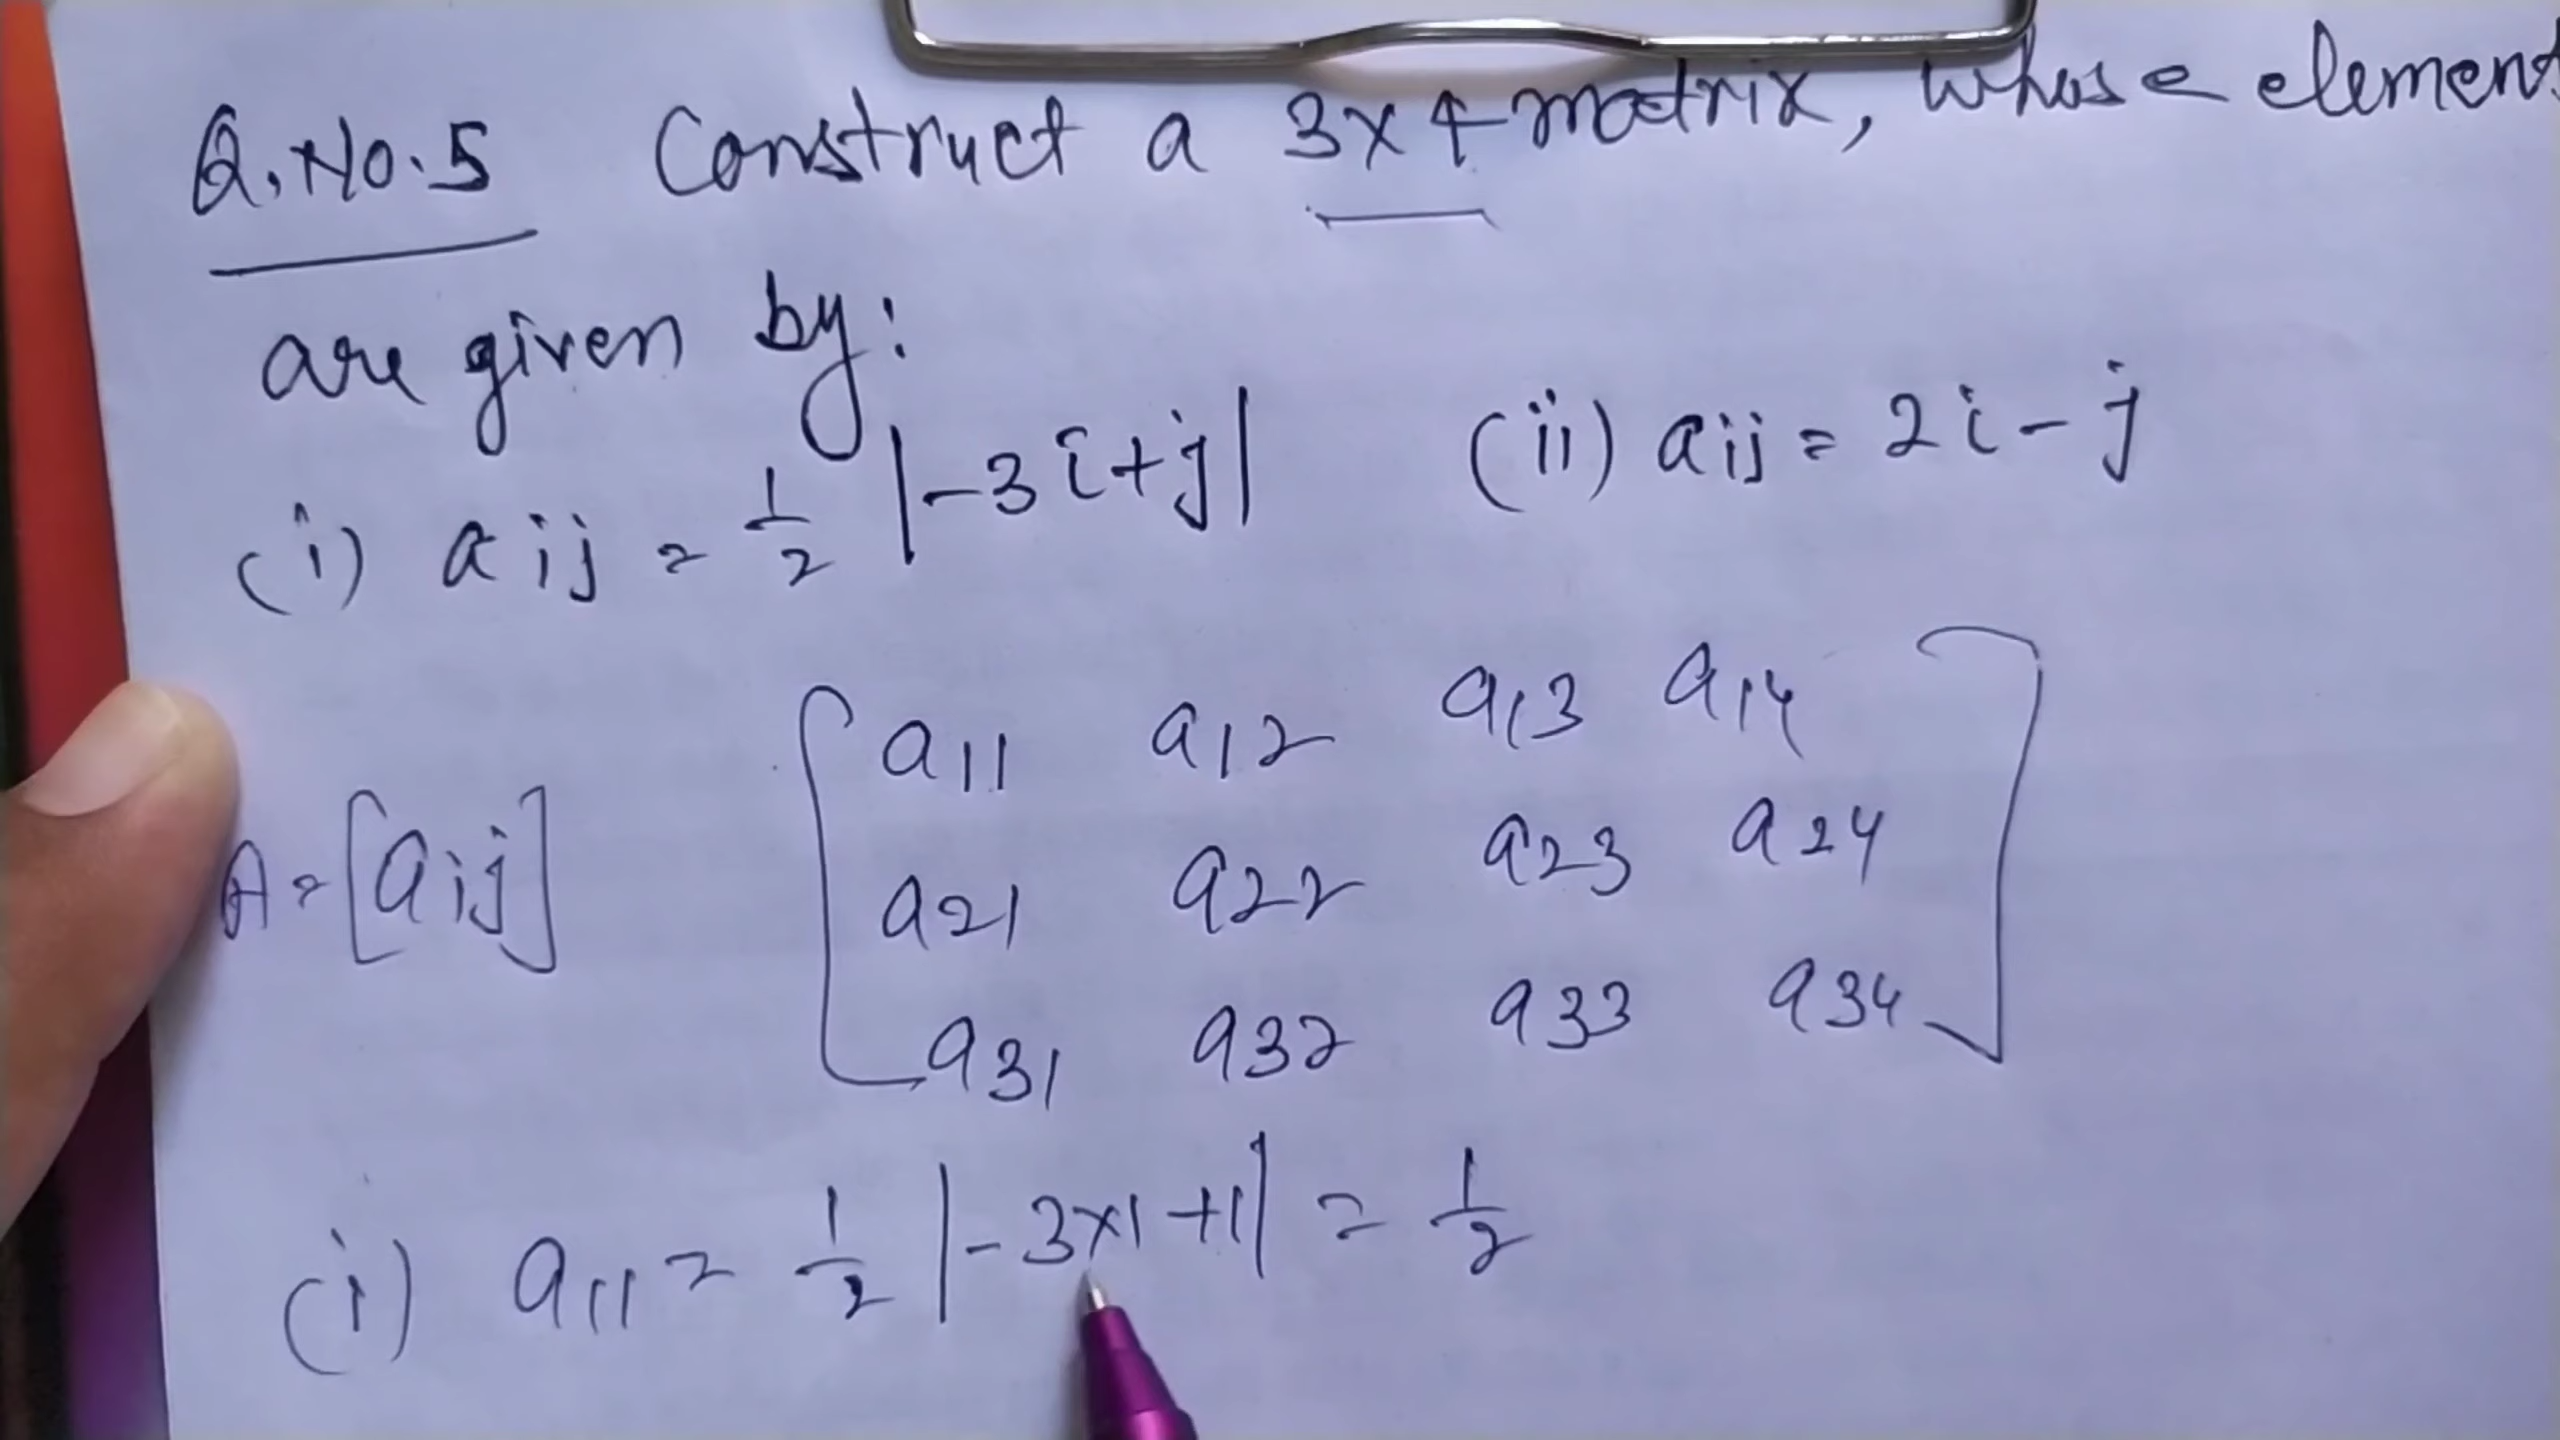 Q.No.5 Construct a 3x4 matrix, whose element
are given by:
(i) aij = 1/2 |-3i+j| (ii) aij = 2i-j
a11 a12 a13 a14
A=[aij] a21 a22 a23 a24
a31 a32 a33 a34
(i) a11 = 1/2 |-3x1+1| = 1/2